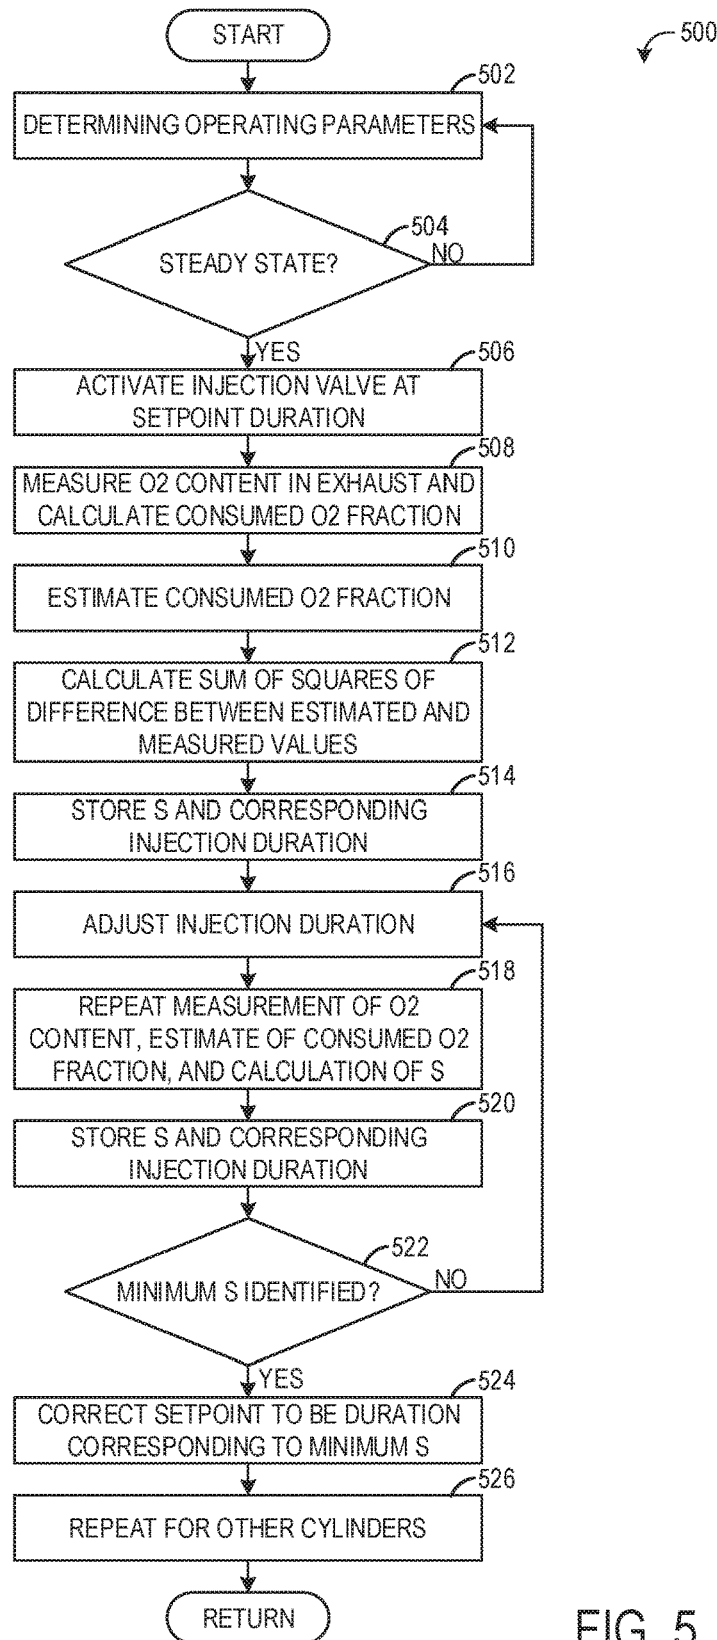 START
500
502
DETERMINING OPERATING PARAMETERS
504
STEADY STATE?
NO
YES
506
ACTIVATE INJECTION VALVE AT
SETPOINT DURATION
508
MEASURE O2 CONTENT IN EXHAUST AND
CALCULATE CONSUMED O2 FRACTION
510
ESTIMATE CONSUMED O2 FRACTION
512
CALCULATE SUM OF SQUARES OF
DIFFERENCE BETWEEN ESTIMATED AND
MEASURED VALUES
514
STORE S AND CORRESPONDING
INJECTION DURATION
516
ADJUST INJECTION DURATION
518
REPEAT MEASUREMENT OF O2
CONTENT, ESTIMATE OF CONSUMED O2
FRACTION, AND CALCULATION OF S
520
STORE S AND CORRESPONDING
INJECTION DURATION
522
MINIMUM S IDENTIFIED?
NO
YES
524
CORRECT SETPOINT TO BE DURATION
CORRESPONDING TO MINIMUM S
526
REPEAT FOR OTHER CYLINDERS
RETURN
FIG. 5